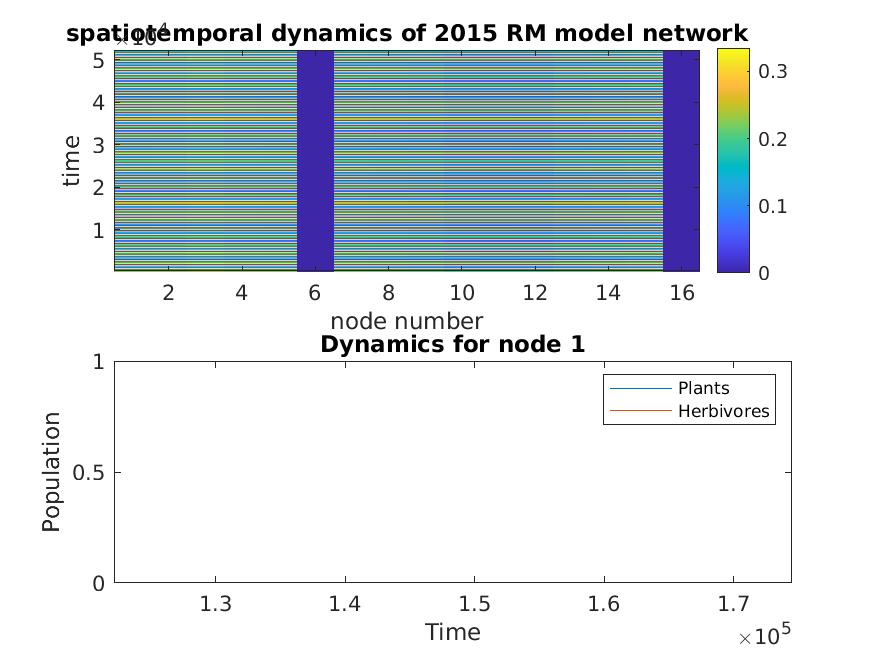 spatiotemporal dynamics of 2015 RM model network
×10⁴
5
4
3
2
1
time
2 4 6 8 10 12 14 16
node number
0.3
0.2
0.1
0
Dynamics for node 1
Plants
Herbivores
1
0.5
0
Population
1.3 1.4 1.5 1.6 1.7
Time
×10⁵